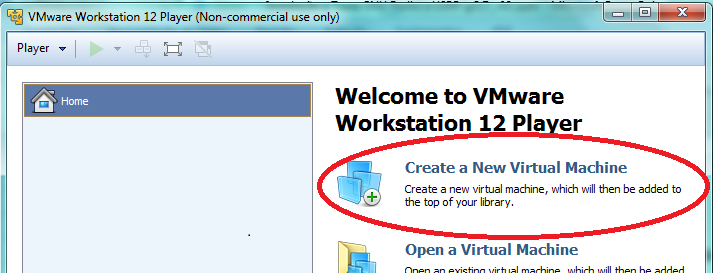 VMware Workstation 12 Player (Non-commercial use only)
Player
Home
Welcome to VMware
Workstation 12 Player
Create a New Virtual Machine
Create a new virtual machine, which will then be added to
the top of your library.
Open a Virtual Machine
Open an existing virtual machine, which will then be added